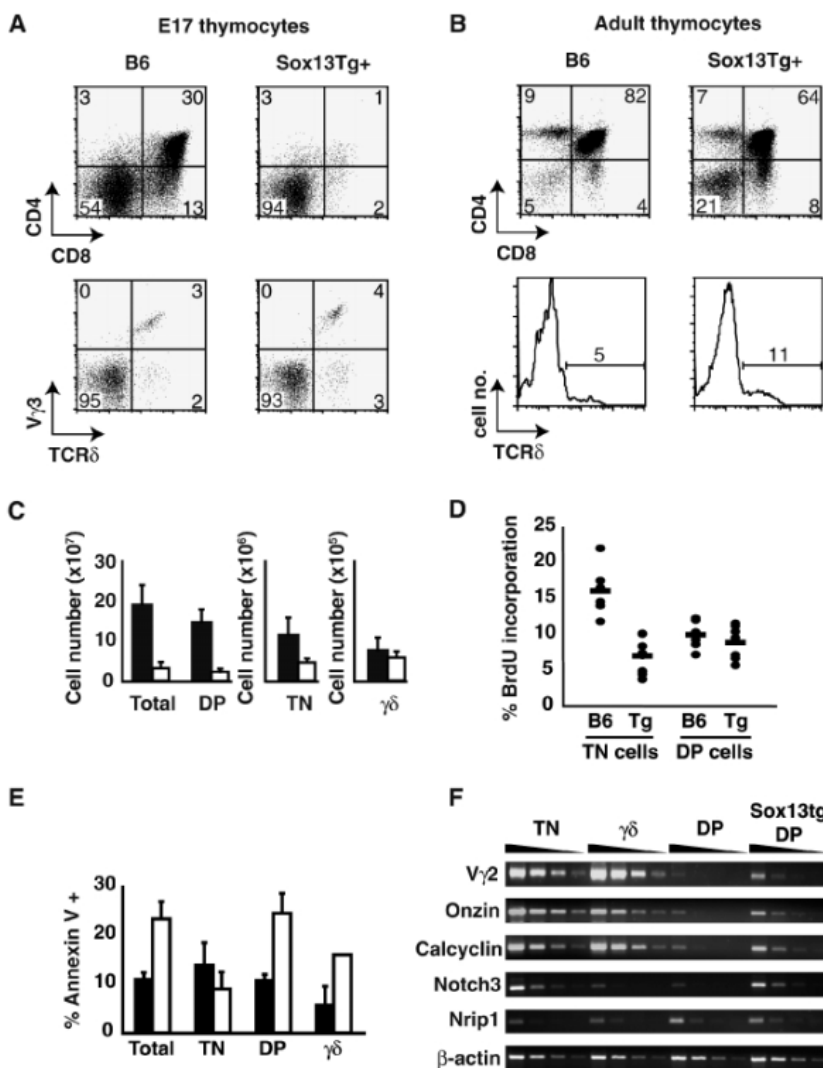 A
E17 thymocytes
B6
Sox13Tg+
3
30
54
13
3
1
94
2
CD4
CD8
0
3
95
2
0
4
93
3
Vγ3
TCRδ
B
Adult thymocytes
B6
Sox13Tg+
9
82
5
4
7
64
21
8
CD4
CD8
5
11
cell no.
TCRδ
C
Cell number (x10⁷)
30
20
10
0
Total
DP
Cell number (x10⁶)
TN
Cell number (x10⁵)
γδ
D
% BrdU incorporation
25
20
15
10
5
0
B6
Tg
B6
Tg
TN cells
DP cells
E
% Annexin V +
30
20
10
0
Total
TN
DP
γδ
F
TN
γδ
DP
Sox13tg
DP
Vγ2
Onzin
Calcyclin
Notch3
Nrip1
β-actin